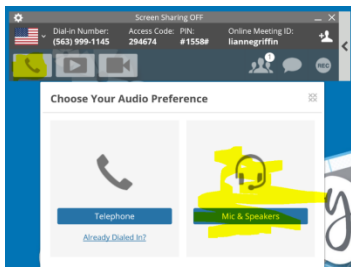 Screen Sharing OFF
Dial-in Number: Access Code: PIN: Online Meeting ID:
(563) 999-1145 294674 #1558# liannegriffin
1
REC
Choose Your Audio Preference
Telephone Mic & Speakers
Already Dialed In?